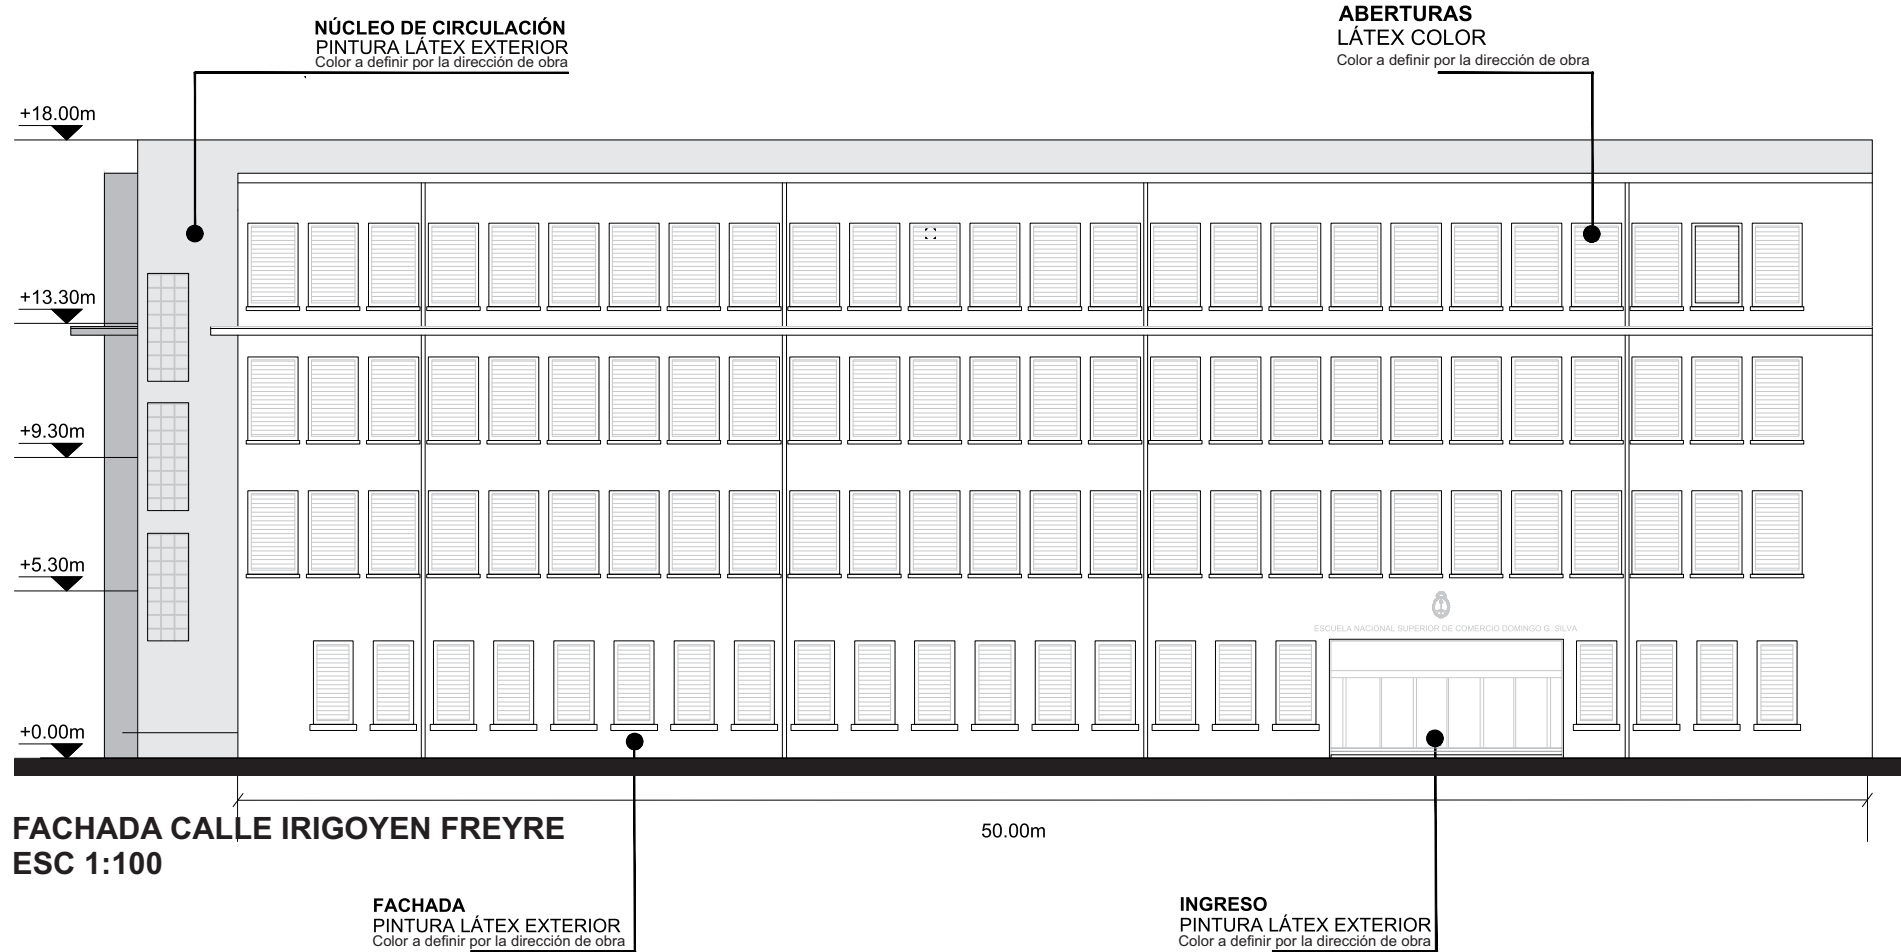 NÚCLEO DE CIRCULACIÓN
PINTURA LÁTEX EXTERIOR
Color a definir por la dirección de obra
ABERTURAS
LÁTEX COLOR
Color a definir por la dirección de obra
+18.00m
+13.30m
+9.30m
+5.30m
ESCUELA NACIONAL SUPERIOR DE COMERCIO DOMINGO G. SILVA
+0.00m
FACHADA CALLE IRIGOYEN FREYRE
ESC 1:100
50.00m
FACHADA
PINTURA LÁTEX EXTERIOR
Color a definir por la dirección de obra
INGRESO
PINTURA LÁTEX EXTERIOR
Color a definir por la dirección de obra